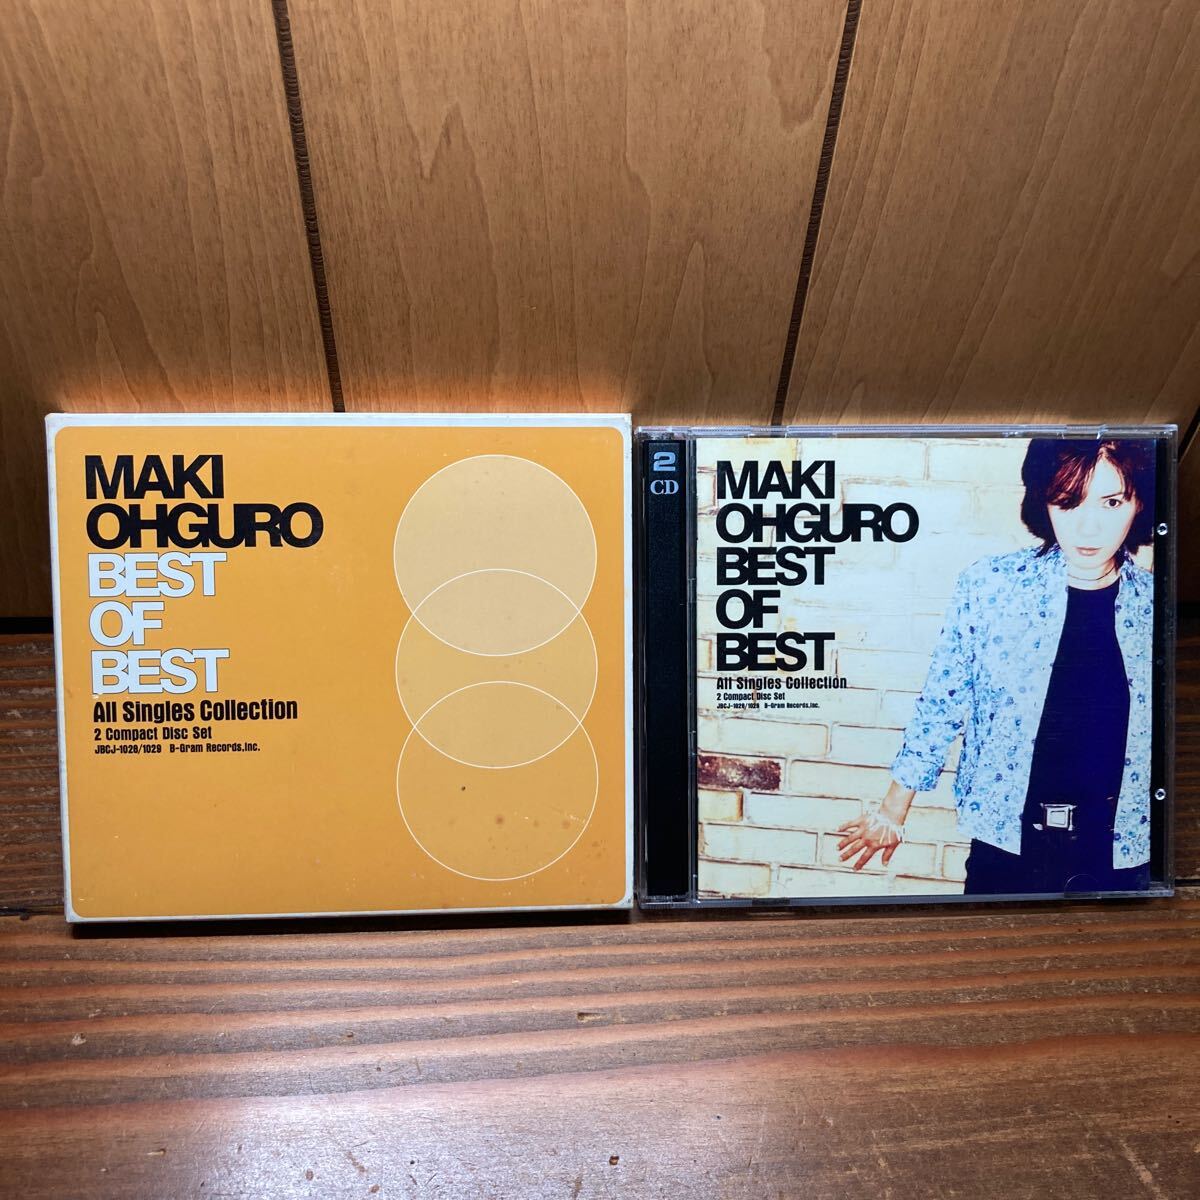 MAKI
OHGURO
BEST
OF
BEST
All Singles Collection
2 Compact Disc Set
JBCJ-1028/1029 B-Gram Records,Inc.
2
CD
MAKI
OHGURO
BEST
OF
BEST
All Singles Collection
2 Compact Disc Set
JBCJ-1028/1029 B-Gram Records,Inc.